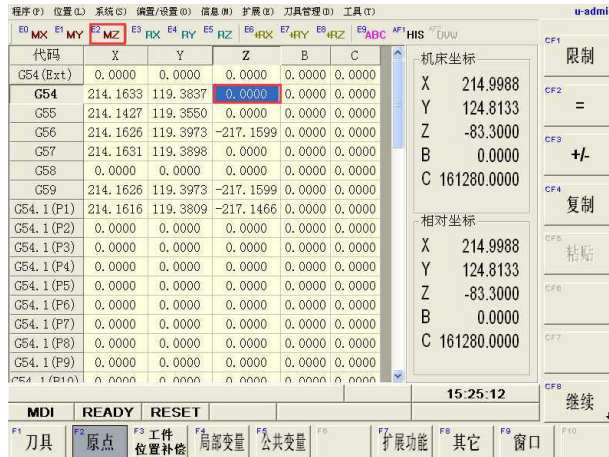 程序(P) 位置(L) 系统(S) 偏置/设置(O) 信息(M) 扩展(E) 刀具管理(D) 工具(T) u-admi
E0 MX E1 MY E2 MZ E3 RX E4 RY E5 RZ E6 +RX E7 +RY E8 +RZ E9 ABC AF1 HIS AF2 UVW
代码 X Y Z B C
G54(Ext) 0.0000 0.0000 0.0000 0.0000 0.0000
G54 214.1633 119.3837 0.0000 0.0000 0.0000
G55 214.1427 119.3550 0.0000 0.0000 0.0000
G56 214.1626 119.3973 -217.1599 0.0000 0.0000
G57 214.1631 119.3898 0.0000 0.0000 0.0000
G58 0.0000 0.0000 0.0000 0.0000 0.0000
G59 214.1626 119.3973 -217.1599 0.0000 0.0000
G54.1(P1) 214.1616 119.3809 -217.1466 0.0000 0.0000
G54.1(P2) 0.0000 0.0000 0.0000 0.0000 0.0000
G54.1(P3) 0.0000 0.0000 0.0000 0.0000 0.0000
G54.1(P4) 0.0000 0.0000 0.0000 0.0000 0.0000
G54.1(P5) 0.0000 0.0000 0.0000 0.0000 0.0000
G54.1(P6) 0.0000 0.0000 0.0000 0.0000 0.0000
G54.1(P7) 0.0000 0.0000 0.0000 0.0000 0.0000
G54.1(P8) 0.0000 0.0000 0.0000 0.0000 0.0000
G54.1(P9) 0.0000 0.0000 0.0000 0.0000 0.0000
G54.1(P10) 0.0000 0.0000 0.0000 0.0000 0.0000
机床坐标
X 214.9988
Y 124.8133
Z -83.3000
B 0.0000
C 161280.0000
相对坐标
X 214.9988
Y 124.8133
Z -83.3000
B 0.0000
C 161280.0000
CF1 限制
CF2 =
CF3 +/-
CF4 复制
CF5 粘贴
CF6
CF7
CF8 继续
15:25:12
MDI READY RESET
F1 刀具 F2 原点 F3 工件位置补偿 F4 局部变量 F5 公共变量 F6 F7 扩展功能 F8 其它 F9 窗口 F10